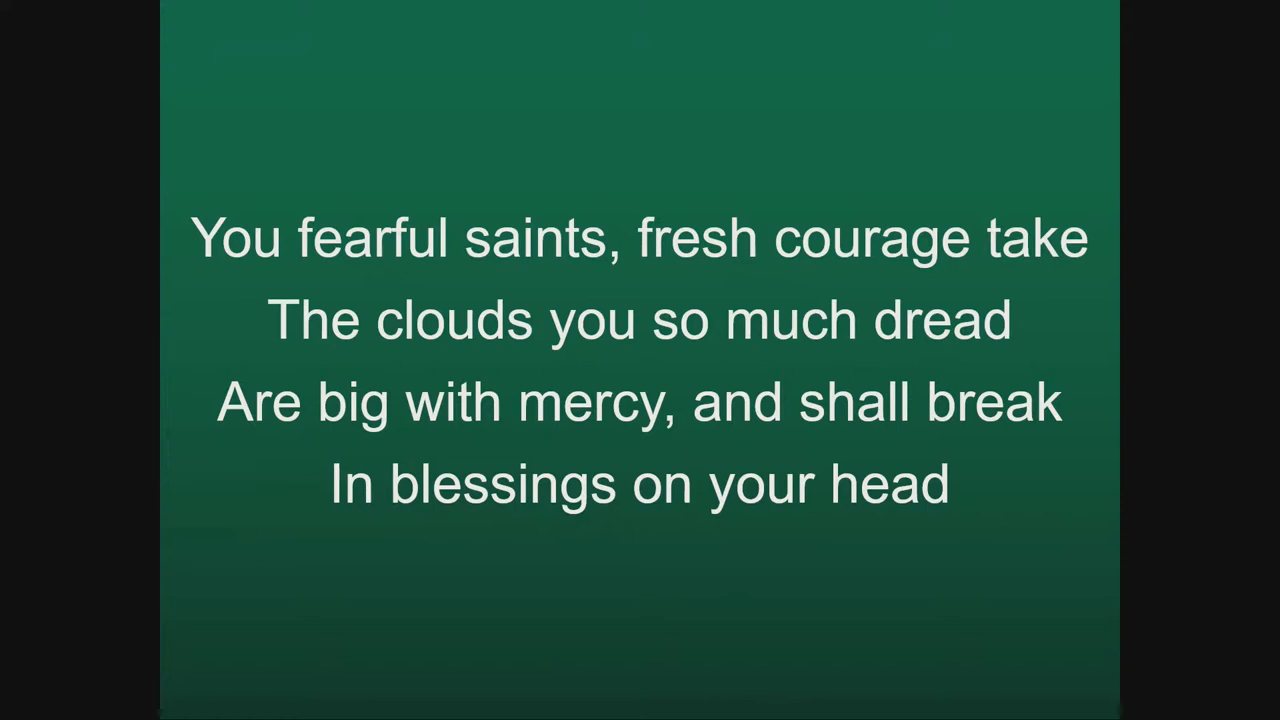 You fearful saints, fresh courage take
The clouds you so much dread
Are big with mercy, and shall break
In blessings on your head